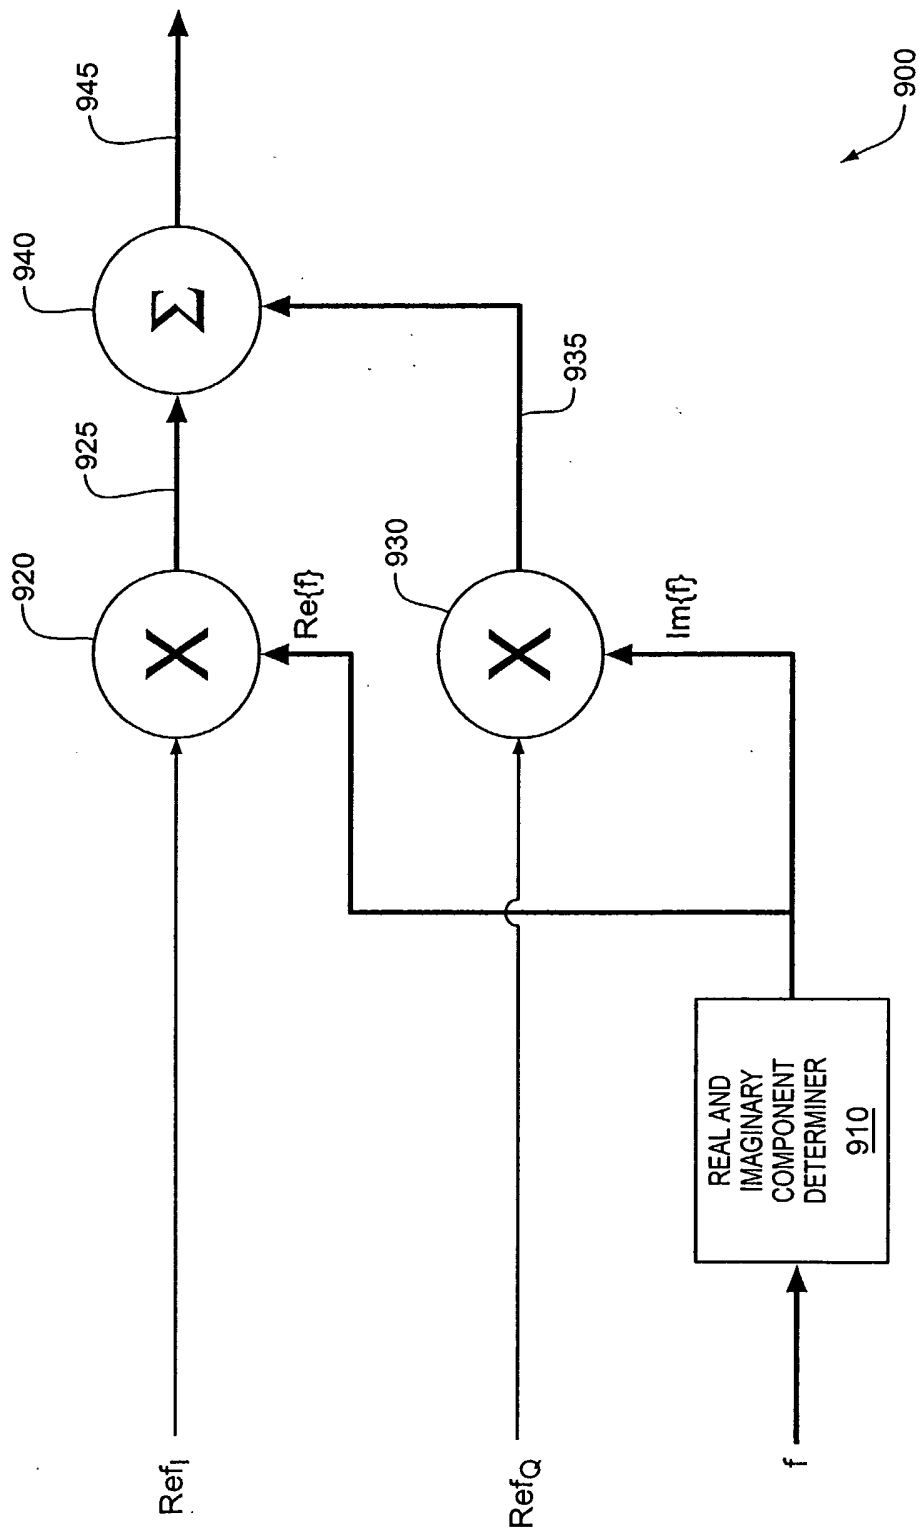 945
900
940
Σ
925
935
920
X
Re{f}
930
X
Im{f}
REAL AND
IMAGINARY
COMPONENT
DETERMINER
910
Ref_I
Ref_Q
f